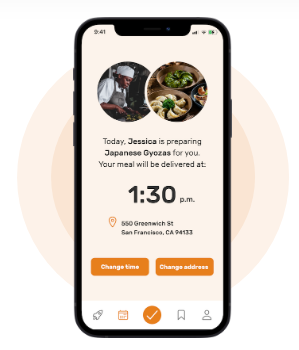 9:41
Today, Jessica is preparing
Japanese Gyozas for you.
Your meal will be delivered at:
1:30 p.m.
550 Greenwich St
San Francisco, CA 94133
Change time
Change address